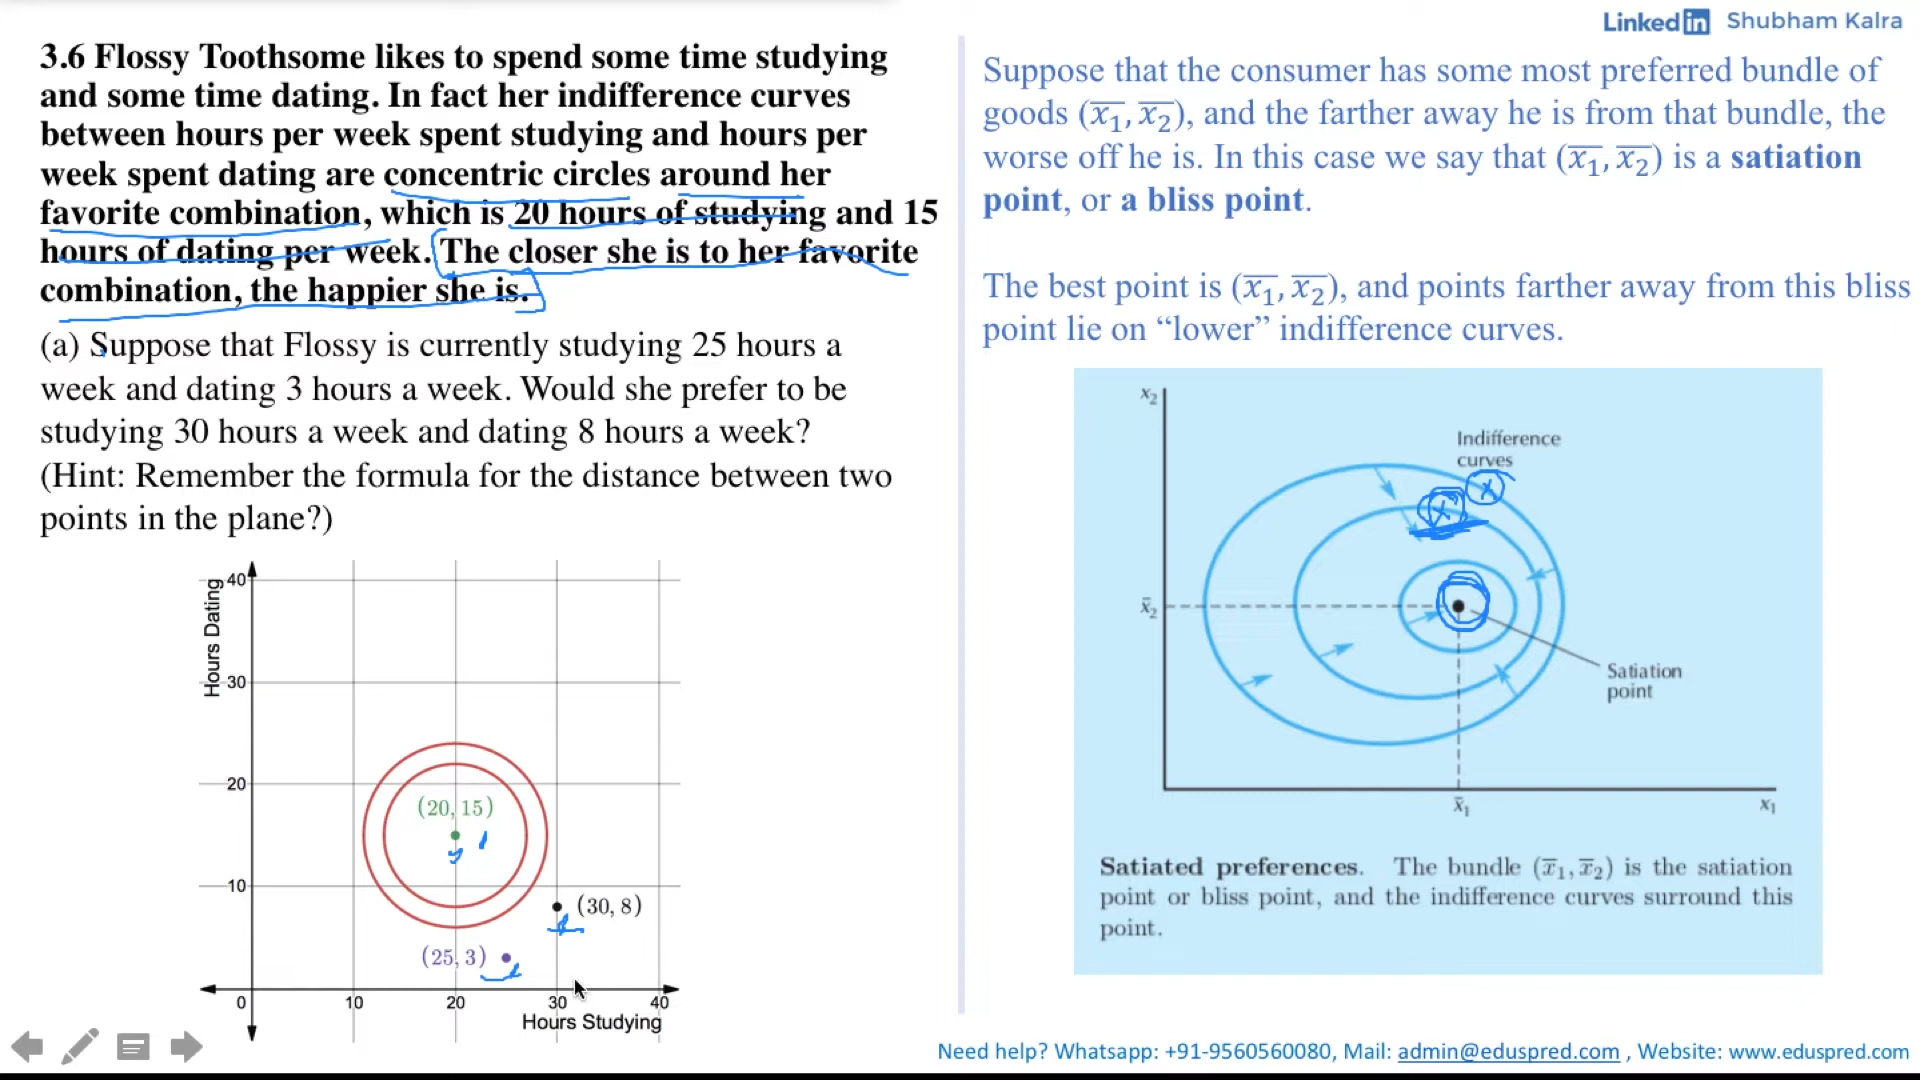 Linked in Shubham Kalra
3.6 Flossy Toothsome likes to spend some time studying
and some time dating. In fact her indifference curves
between hours per week spent studying and hours per
week spent dating are concentric circles around her
favorite combination, which is 20 hours of studying and 15
hours of dating per week. The closer she is to her favorite
combination, the happier she is.
(a) Suppose that Flossy is currently studying 25 hours a
week and dating 3 hours a week. Would she prefer to be
studying 30 hours a week and dating 8 hours a week?
(Hint: Remember the formula for the distance between two
points in the plane?)
Hours Dating
40
30
20
10
(20, 15)
(30, 8)
(25, 3)
0 10 20 30 40
Hours Studying
Suppose that the consumer has some most preferred bundle of
goods (x̄₁, x̄₂), and the farther away he is from that bundle, the
worse off he is. In this case we say that (x̄₁, x̄₂) is a satiation
point, or a bliss point.
The best point is (x̄₁, x̄₂), and points farther away from this bliss
point lie on “lower” indifference curves.
x₂
Indifference
curves
x̄₂
Satiation
point
x̄₁ x₁
Satiated preferences. The bundle (x̄₁, x̄₂) is the satiation
point or bliss point, and the indifference curves surround this
point.
Need help? Whatsapp: +91-9560560080, Mail: admin@eduspred.com , Website: www.eduspred.com